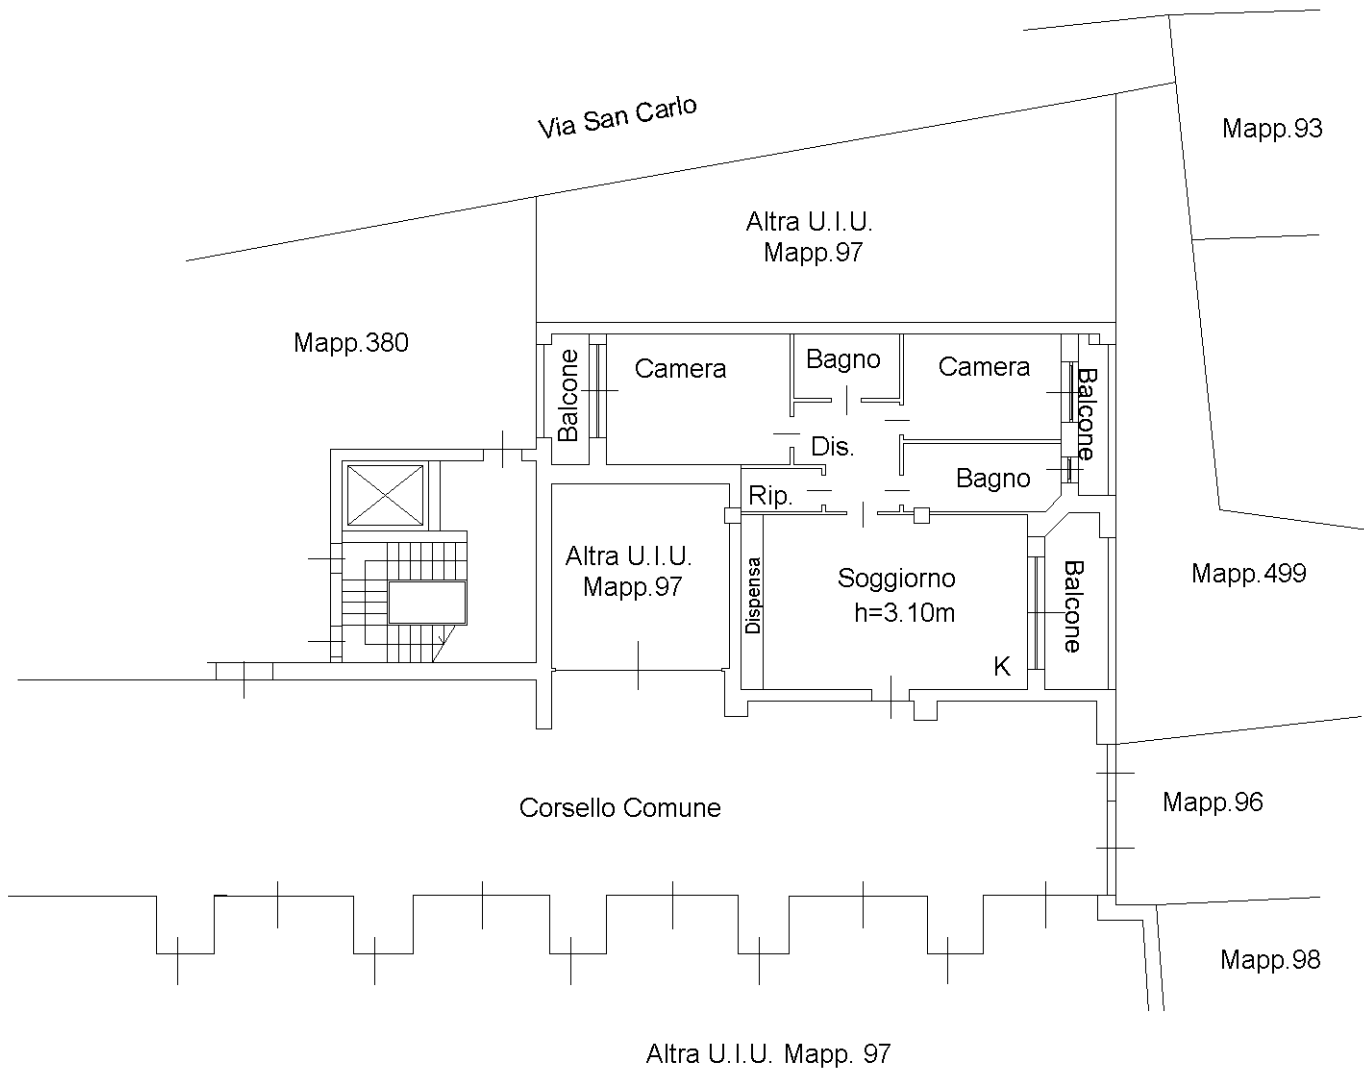 Via San Carlo
Mapp.93
Altra U.I.U.
Mapp.97
Mapp.380
Balcone
Camera
Bagno
Camera
Balcone
Dis.
Bagno
Rip.
Altra U.I.U.
Mapp.97
Dispensa
Soggiorno
h=3.10m
K
Balcone
Mapp.499
Corsello Comune
Mapp.96
Mapp.98
Altra U.I.U. Mapp. 97